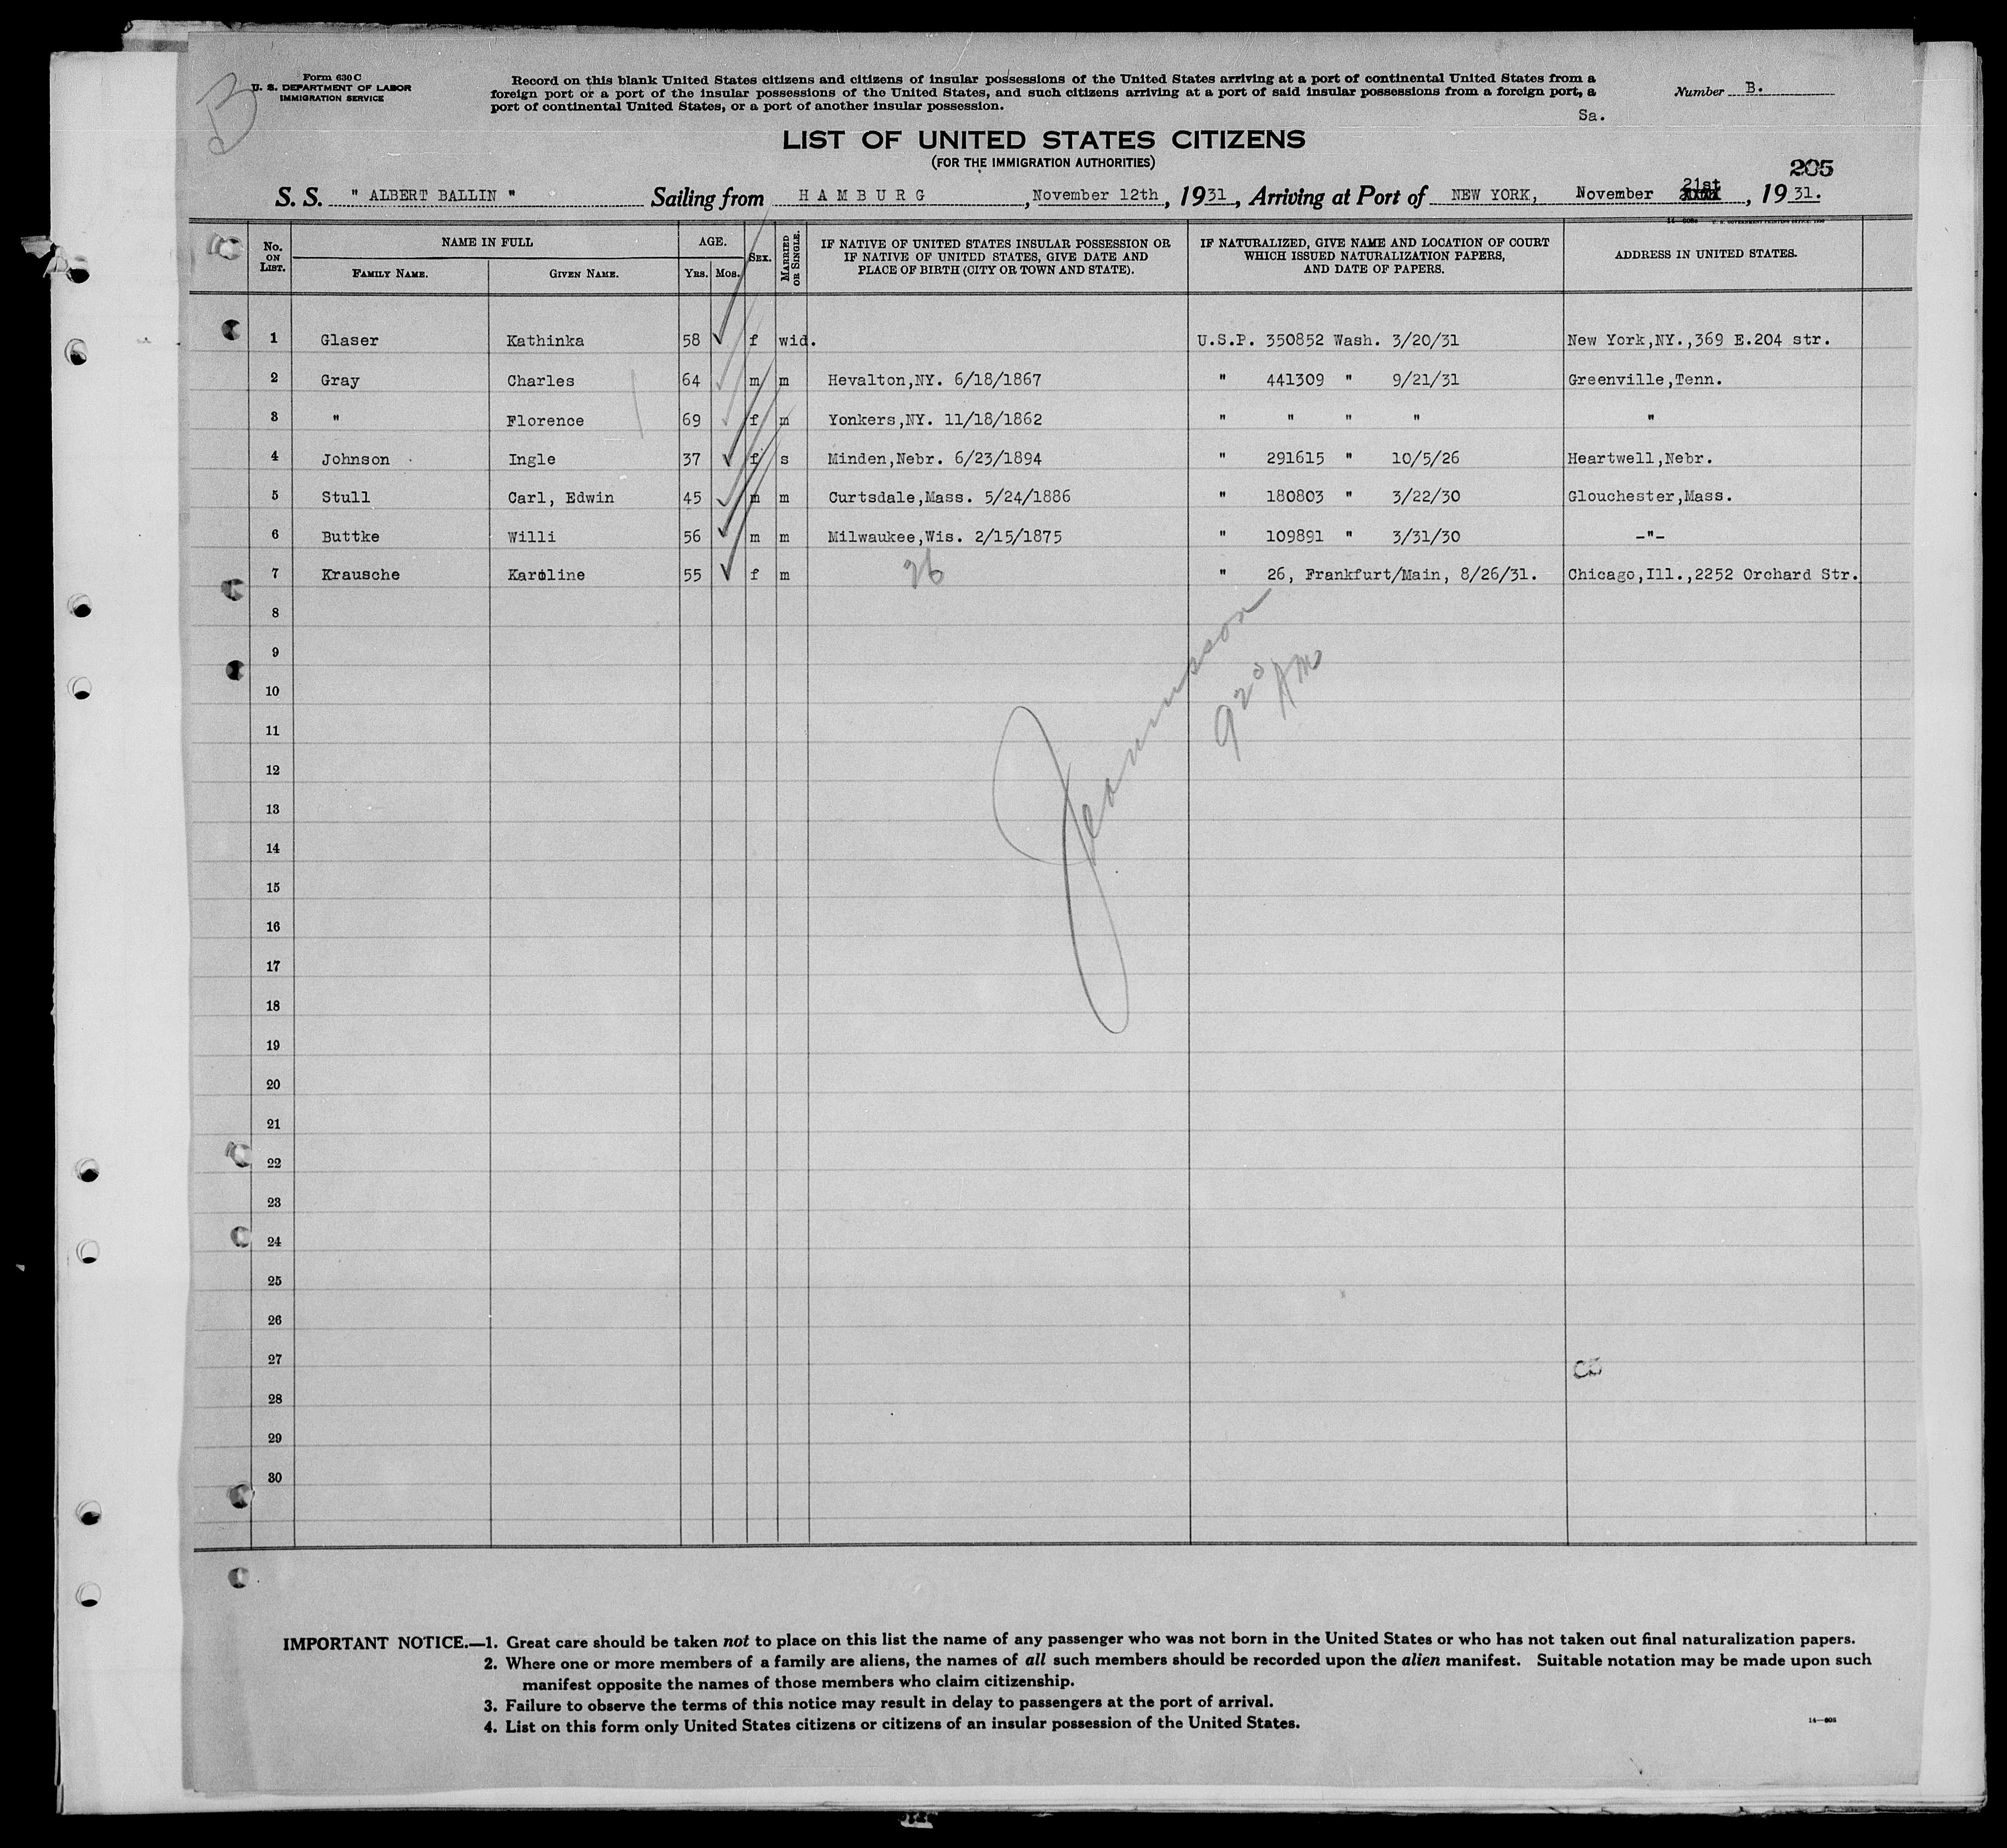 B
Form 630 C
U. S. DEPARTMENT OF LABOR
IMMIGRATION SERVICE
Record on this blank United States citizens and citizens of insular possessions of the United States arriving at a port of continental United States from a
foreign port or a port of the insular possessions of the United States, and such citizens arriving at a port of said insular possessions from a foreign port, a
port of continental United States, or a port of another insular possession.
Number B.
Sa.
LIST OF UNITED STATES CITIZENS
(FOR THE IMMIGRATION AUTHORITIES)
205
S. S. " ALBERT BALLIN " Sailing from H A M B U R G , November 12th, 1931, Arriving at Port of NEW YORK, November 21st, 1931.
No. ON LIST. NAME IN FULL FAMILY NAME. GIVEN NAME. AGE. YRS. MOS. SEX. MARRIED OR SINGLE. IF NATIVE OF UNITED STATES INSULAR POSSESSION OR IF NATIVE OF UNITED STATES, GIVE DATE AND PLACE OF BIRTH (CITY OR TOWN AND STATE). IF NATURALIZED, GIVE NAME AND LOCATION OF COURT WHICH ISSUED NATURALIZATION PAPERS, AND DATE OF PAPERS. ADDRESS IN UNITED STATES.
1 Glaser Kathinka 58 f wid. U.S.P. 350852 Wash. 3/20/31 New York,NY.,369 E.204 str.
2 Gray Charles 64 m m Hevalton,NY. 6/18/1867 " 441309 " 9/21/31 Greenville,Tenn.
3 " Florence 69 f m Yonkers,NY. 11/18/1862 " " " " "
4 Johnson Ingle 37 f s Minden,Nebr. 6/23/1894 " 291615 " 10/5/26 Heartwell,Nebr.
5 Stull Carl, Edwin 45 m m Curtsdale,Mass. 5/24/1886 " 180803 " 3/22/30 Glouchester,Mass.
6 Buttke Willi 56 m m Milwaukee,Wis. 2/15/1875 " 109891 " 3/31/30 -"-
7 Krausche Karoline 55 f m 26 " 26, Frankfurt/Main, 8/26/31. Chicago,Ill.,2252 Orchard Str.
8
9
10
9 20 AM
11
12
13
14
15
16
17
18
19
20
21
22
23
24
25
26
27
28
29
30
IMPORTANT NOTICE.—1. Great care should be taken not to place on this list the name of any passenger who was not born in the United States or who has not taken out final naturalization papers.
2. Where one or more members of a family are aliens, the names of all such members should be recorded upon the alien manifest. Suitable notation may be made upon such
manifest opposite the names of those members who claim citizenship.
3. Failure to observe the terms of this notice may result in delay to passengers at the port of arrival.
4. List on this form only United States citizens or citizens of an insular possession of the United States.
14—608